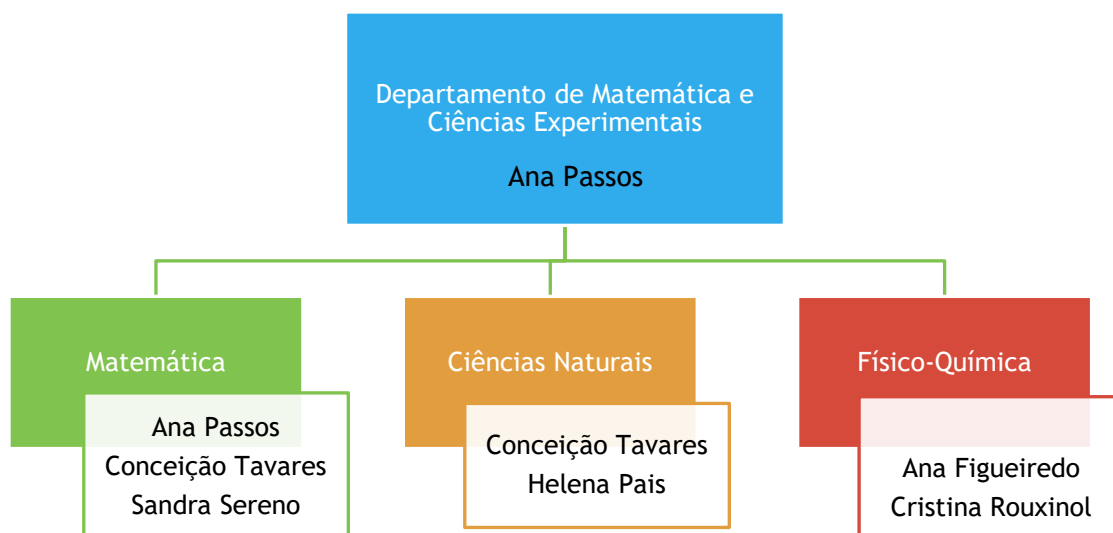 Departamento de Matemática e
Ciências Experimentais
Ana Passos
Matemática
Ana Passos
Conceição Tavares
Sandra Sereno
Ciências Naturais
Conceição Tavares
Helena Pais
Físico-Química
Ana Figueiredo
Cristina Rouxinol